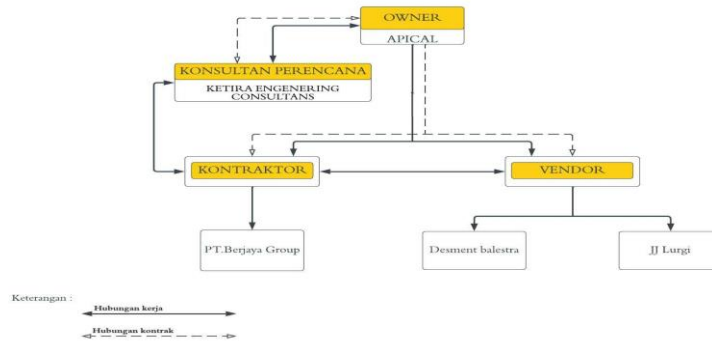 OWNER
APICAL
KONSULTAN PERENCANA
KETIRA ENGENERING
CONSULTANS
KONTRAKTOR
VENDOR
PT.Berjaya Group
Desment balestra
JJ Lurgi
Keterangan :
Hubungan kerja
Hubungan kontrak